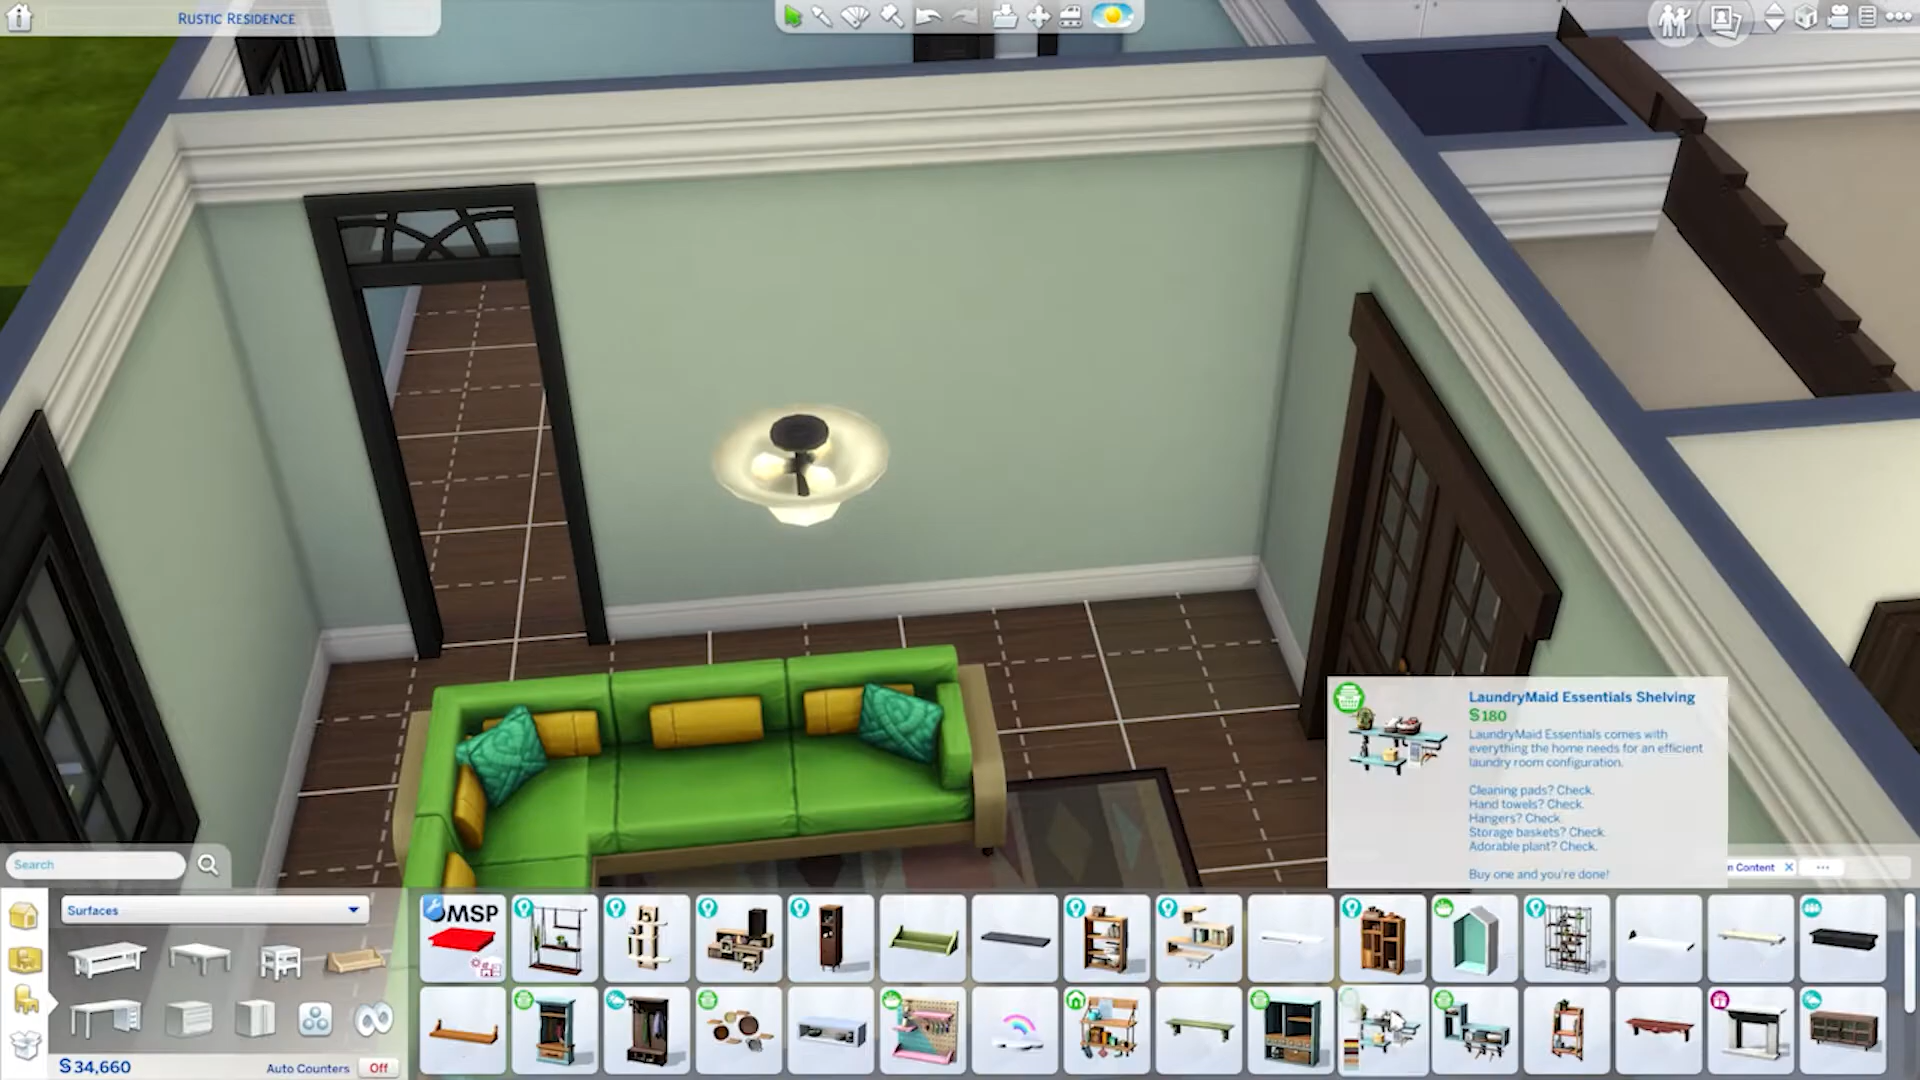 RUSTIC RESIDENCE
LaundryMaid Essentials Shelving
§180
LaundryMaid Essentials comes with
everything the home needs for an efficient
laundry room configuration.
Cleaning pads? Check.
Hand towels? Check.
Hangers? Check.
Storage baskets? Check.
Adorable plant? Check.
Buy one and you're done!
Search
Content
Surfaces
MSP
§34,660
Auto Counters
Off